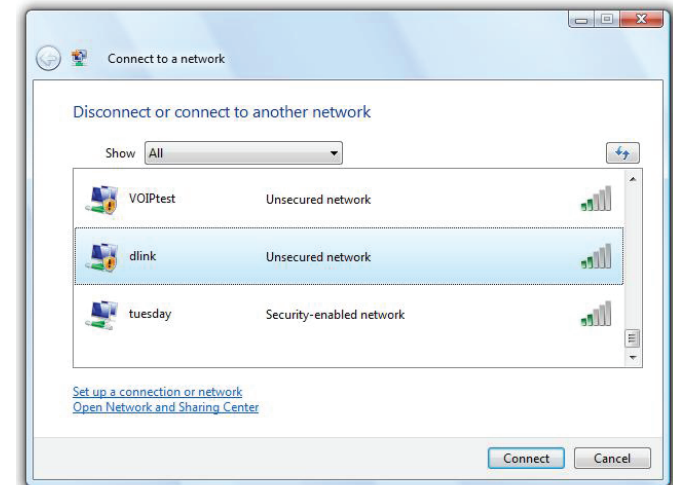 Connect to a network
Disconnect or connect to another network
Show All
VOIPtest Unsecured network
dlink Unsecured network
tuesday Security-enabled network
Set up a connection or network
Open Network and Sharing Center
Connect Cancel